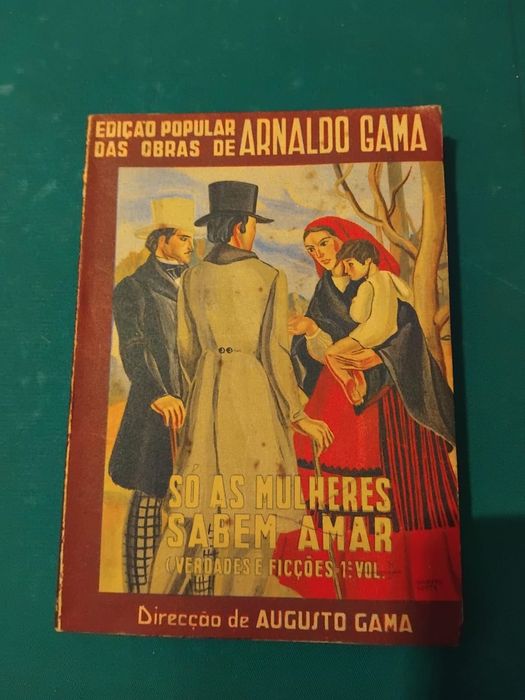 EDIÇÃO POPULAR
DAS OBRAS DE ARNALDO GAMA
SÓ AS MULHERES
SABEM AMAR
(VERDADES E FICÇÕES-1º VOL.
Direcção de AUGUSTO GAMA